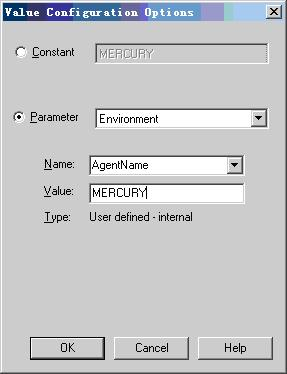 Value Configuration Options
Constant MERCURY
Parameter Environment
Name: AgentName
Value: MERCURY
Type: User defined - internal
OK Cancel Help